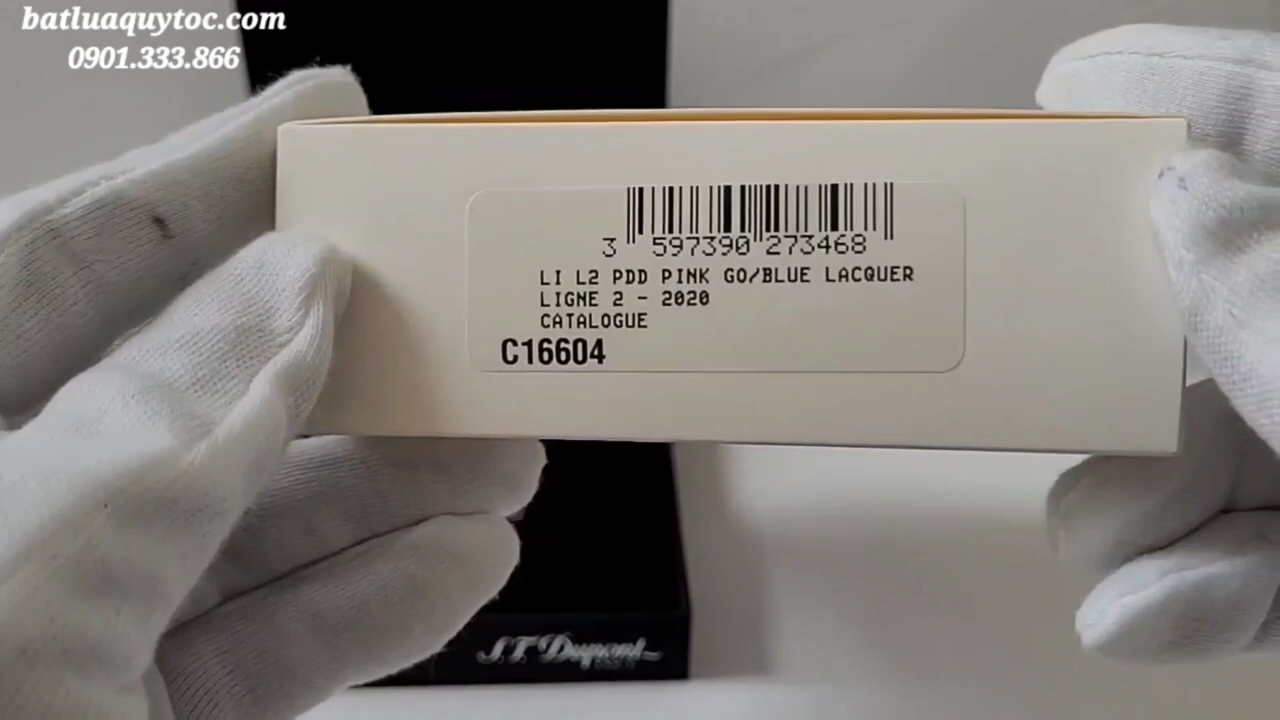 batluaquytoc.com
0901.333.866
3 597390 273468
LI L2 PDD PINK GO/BLUE LACQUER
LIGNE 2 - 2020
CATALOGUE
C16604
S.T. Dupont